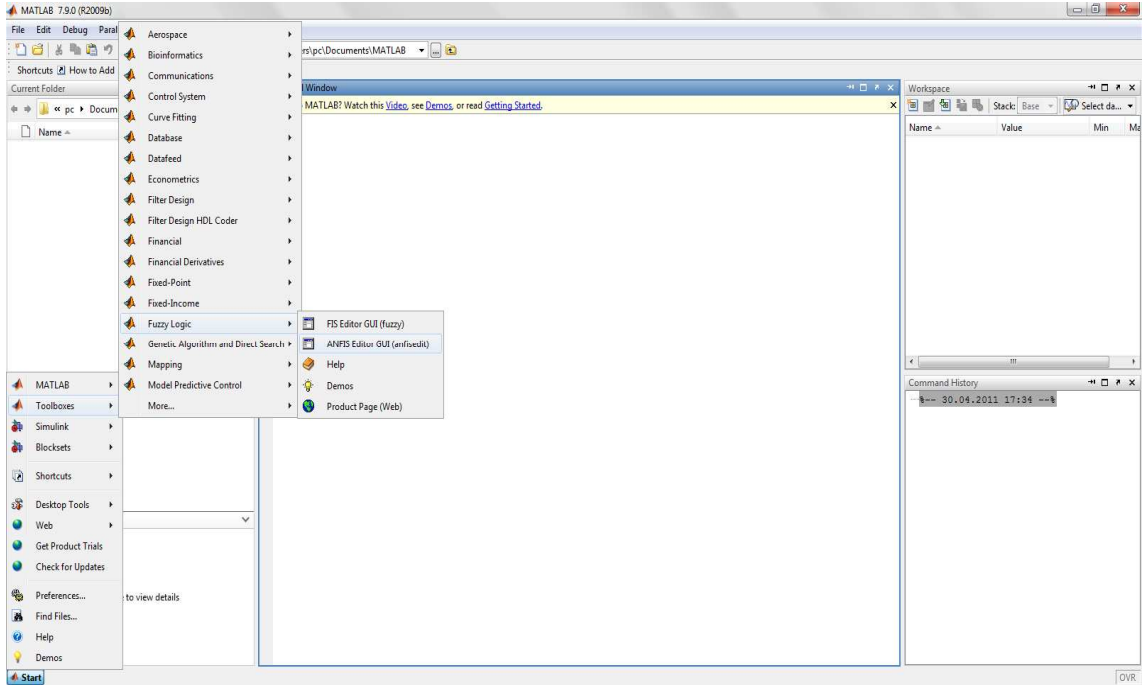 MATLAB 7.9.0 (R2009b)
File Edit Debug Paral
rs\pc\Documents\MATLAB
Shortcuts How to Add
Current Folder
« pc Docum
Name
Aerospace
Bioinformatics
Communications
Control System
Curve Fitting
Database
Datafeed
Econometrics
Filter Design
Filter Design HDL Coder
Financial
Financial Derivatives
Fixed-Point
Fixed-Income
Fuzzy Logic
Genetic Algorithm and Direct Search
Mapping
Model Predictive Control
More...
FIS Editor GUI (fuzzy)
ANFIS Editor GUI (anfisedit)
Help
Demos
Product Page (Web)
MATLAB
Toolboxes
Simulink
Blocksets
Shortcuts
Desktop Tools
Web
Get Product Trials
Check for Updates
Preferences...
Find Files...
Help
Demos
Start
to view details
Window
MATLAB? Watch this Video, see Demos, or read Getting Started.
Workspace
Stack: Base Select da...
Name Value Min Ma
Command History
%-- 30.04.2011 17:34 --%
OVR